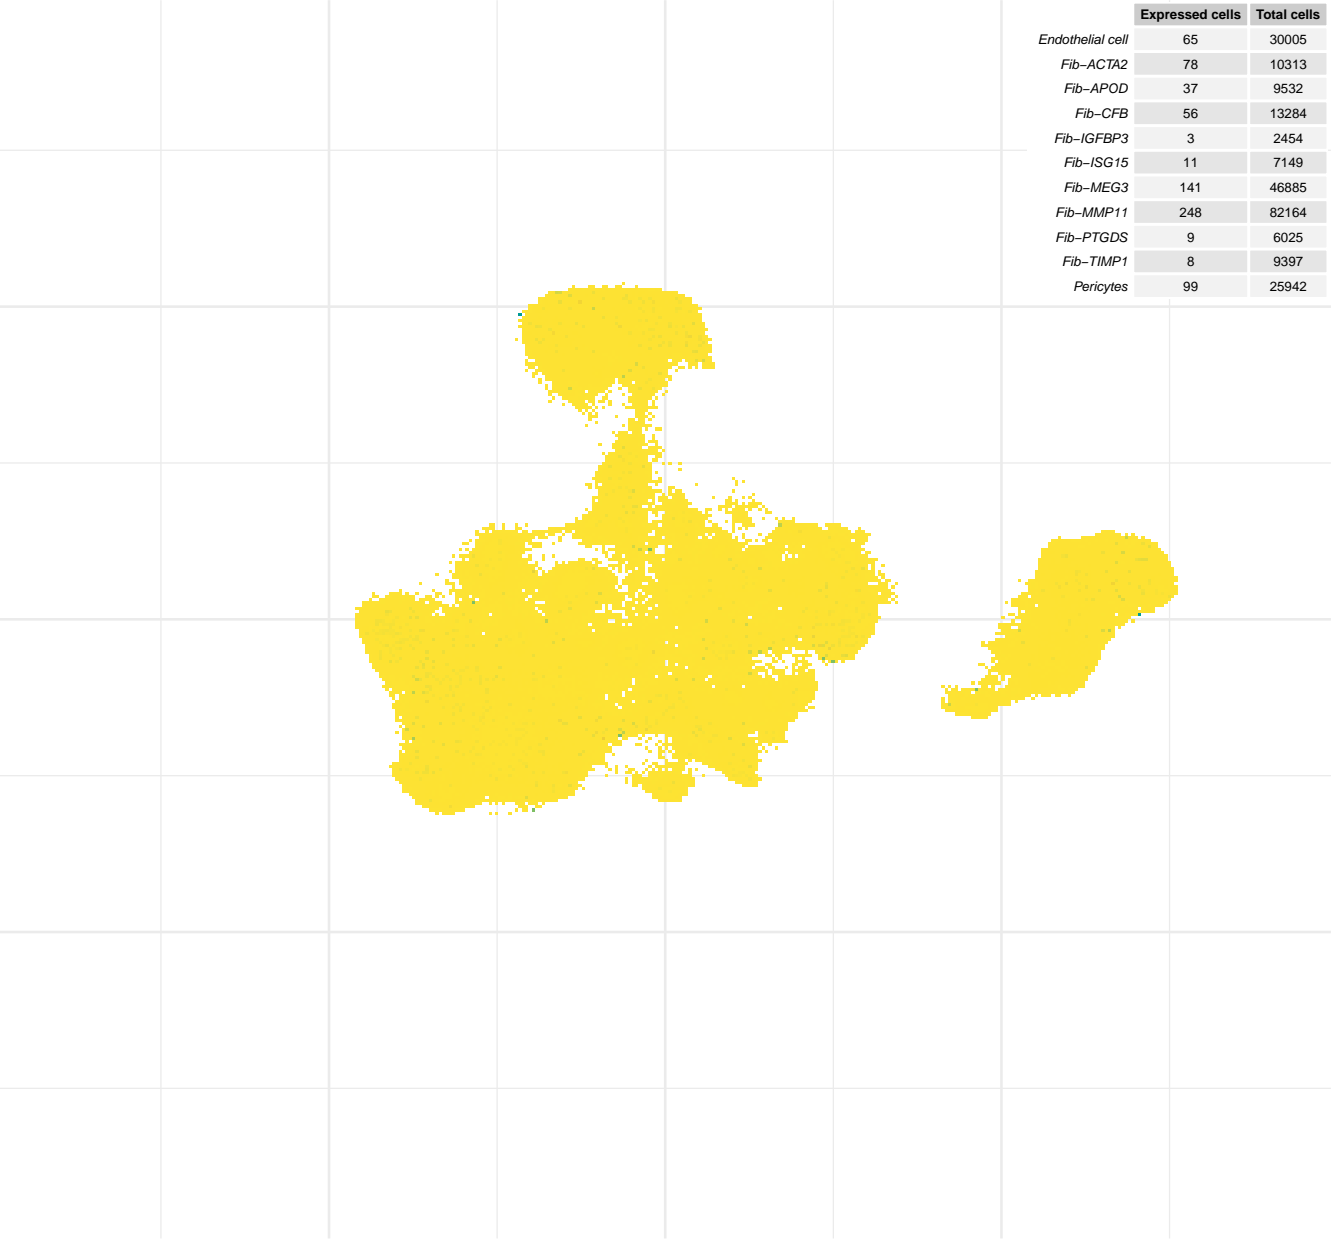 Expressed cells Total cells
Endothelial cell 65 30005
Fib−ACTA2 78 10313
Fib−APOD 37 9532
Fib−CFB 56 13284
Fib−IGFBP3 3 2454
Fib−ISG15 11 7149
Fib−MEG3 141 46885
Fib−MMP11 248 82164
Fib−PTGDS 9 6025
Fib−TIMP1 8 9397
Pericytes 99 25942